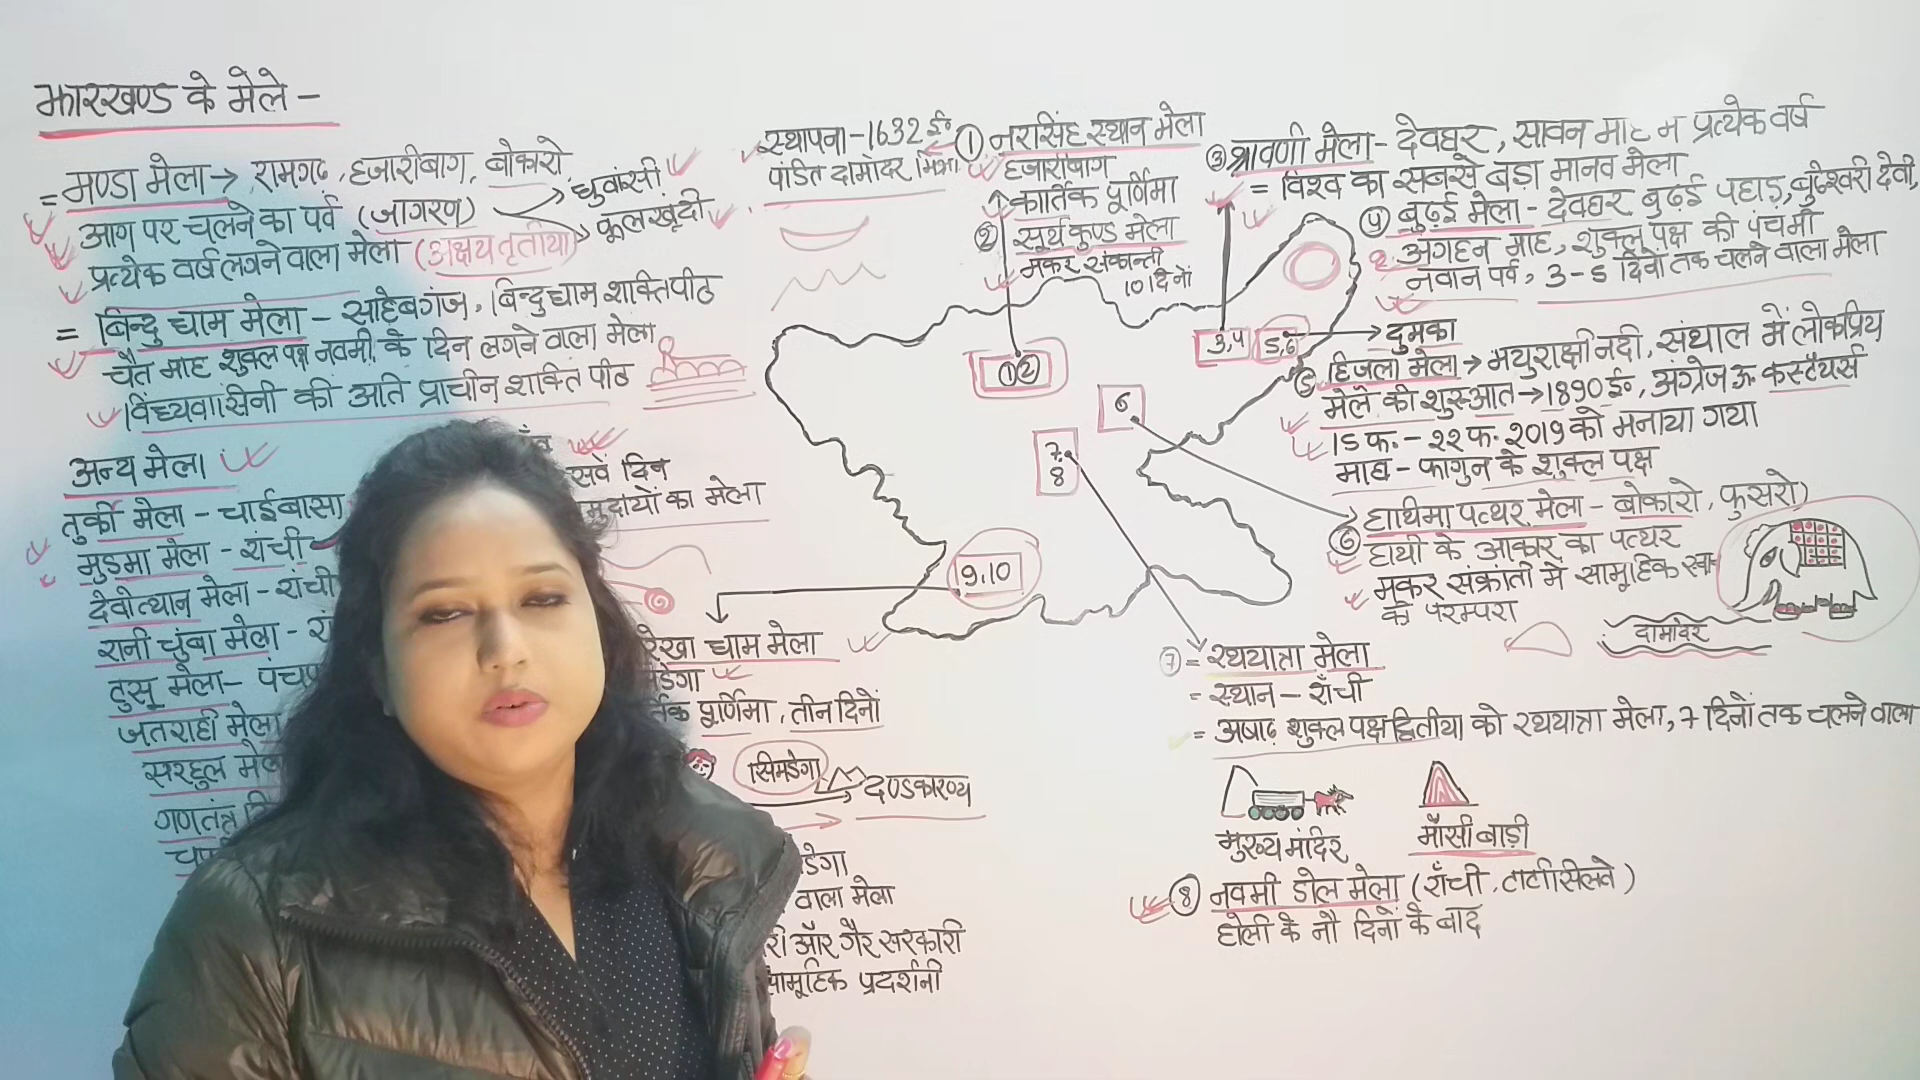 झारखण्ड के मेले –
= मण्डा मेला → रामगढ, हजारीबाग, बोकारो
आग पर चलने का पर्व (जागरण)
धुवांसी
फूलखूंदी
प्रत्येक वर्ष लगने वाला मेला (अक्षय तृतीया)
= बिन्दु धाम मेला – साहेबगंज, बिन्दुधाम शक्तिपीठ
चैत माह शुक्ल पक्ष नवमी के दिन लगने वाला मेला
विंध्यवासिनी की अति प्राचीन शक्ति पीठ
अन्य मेला
तुर्की मेला – चाईबासा
मुडमा मेला – रांची
देवोत्थान मेला – रांची
रानी चुंबा मेला –
टुसू मेला –
जतराही मेला
सरहुल
गणतंत्र
सवें दिन
मुदायों का मेला
रेखा धाम मेला
डेगा
पूर्णिमा, तीन दिनों
सिमडेगा
दण्डकारण्य
डेगा
वाला मेला
और गैर सरकारी
सामूहिक प्रदर्शनी
स्थापना – 1632 ई॰
पंडित दामोदर मिश्रा
① नरसिंह स्थान मेला
हजारीबाग
कार्तिक पूर्णिमा
② सूर्य कुण्ड मेला
मकर संक्रान्ती
10 दिनों
①②
3,4
5,6
6
7.
8
9,10
③ श्रावणी मेला – देवघर, सावन माह में प्रत्येक वर्ष
= विश्व का सबसे बड़ा मानव मेला
④ बुढ़ई मेला – देवघर बुढ़ई पहाड़, बुढेश्वरी देवी,
अगहन माह, शुक्ल पक्ष की पंचमी
नवान पर्व, 3 – 5 दिनों तक चलने वाला मेला
दुमका
⑤ हिजला मेला → मयुराक्षी नदी, संथाल में लोकप्रिय
मेले की शुरुआत → 1890 ई॰, अंग्रेज ऊ कस्टैयर्स
15 फ. – 22 फ. 2019 को मनाया गया
माघ – फागुन के शुक्ल पक्ष
⑥ हाथिमा पत्थर मेला – बोकारो, फुसरो)
हाथी के आकार का पत्थर
मकर संक्रांती में सामूहिक
की परम्परा
दामोदर
⑦ = रथयात्रा मेला
= स्थान – राँची
= अषाढ़ शुक्ल पक्ष द्वितीया को रथयात्रा मेला, 7 दिनों तक चलने वाला
मुख्य मंदिर
मौसी बाड़ी
⑧ नवमी डोल मेला (राँची, टाटीसिलवे)
होली के नौ दिनों के बाद